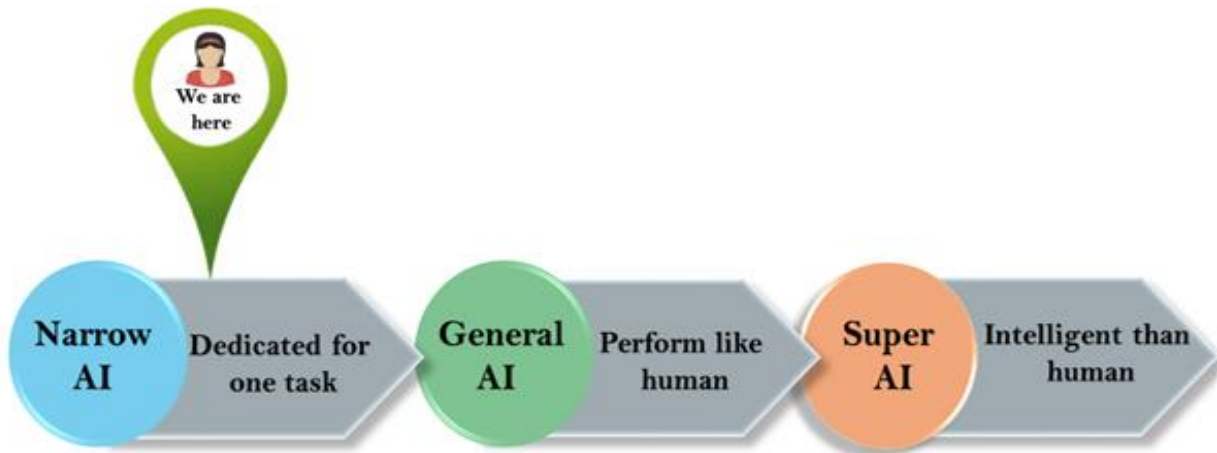 We are
here
Narrow
AI
Dedicated for
one task
General
AI
Perform like
human
Super
AI
Intelligent than
human